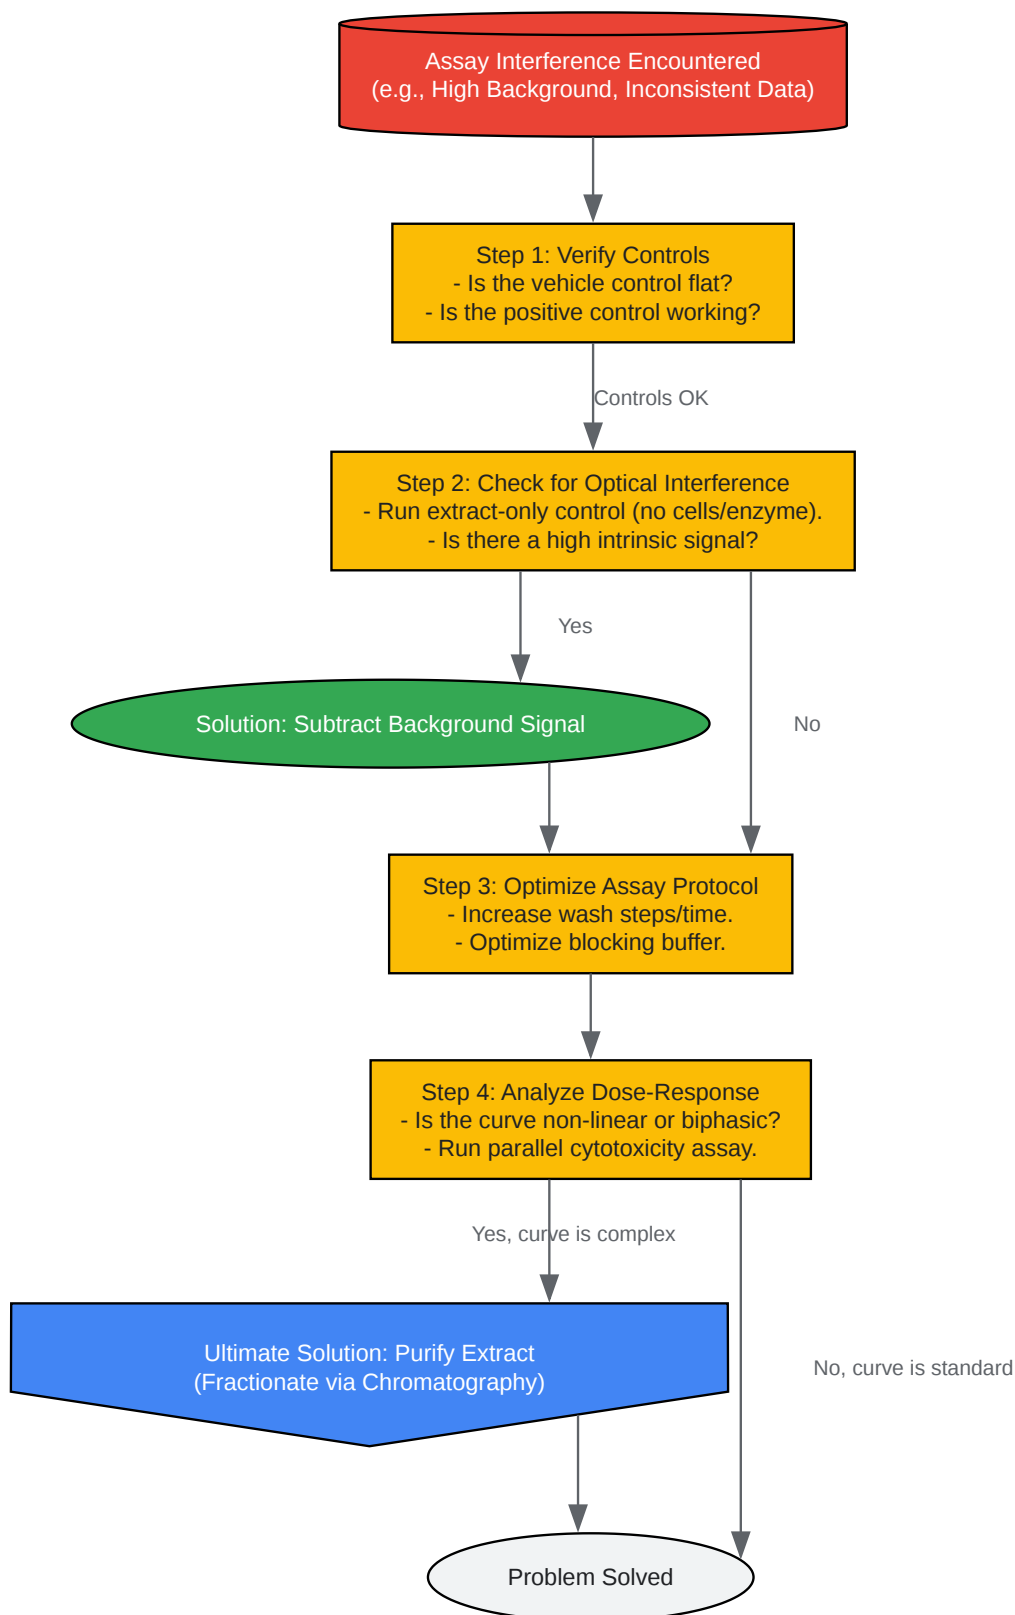 Assay Interference Encountered
(e.g., High Background, Inconsistent Data)
Step 1: Verify Controls
- Is the vehicle control flat?
- Is the positive control working?
Controls OK
Step 2: Check for Optical Interference
- Run extract-only control (no cells/enzyme).
- Is there a high intrinsic signal?
Yes
Solution: Subtract Background Signal
No
Step 3: Optimize Assay Protocol
- Increase wash steps/time.
- Optimize blocking buffer.
Step 4: Analyze Dose-Response
- Is the curve non-linear or biphasic?
- Run parallel cytotoxicity assay.
Yes, curve is complex
Ultimate Solution: Purify Extract
(Fractionate via Chromatography)
No, curve is standard
Problem Solved